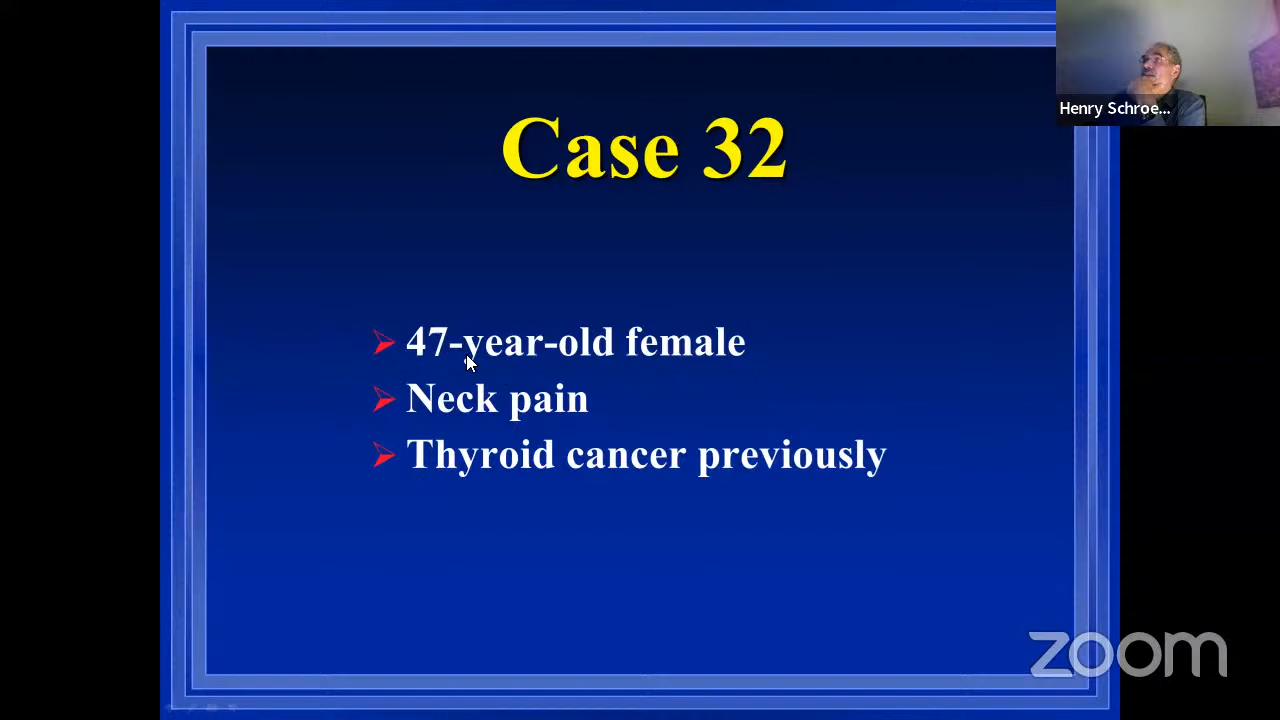 Henry Schroe...
Case 32
47-year-old female
Neck pain
Thyroid cancer previously
zoom